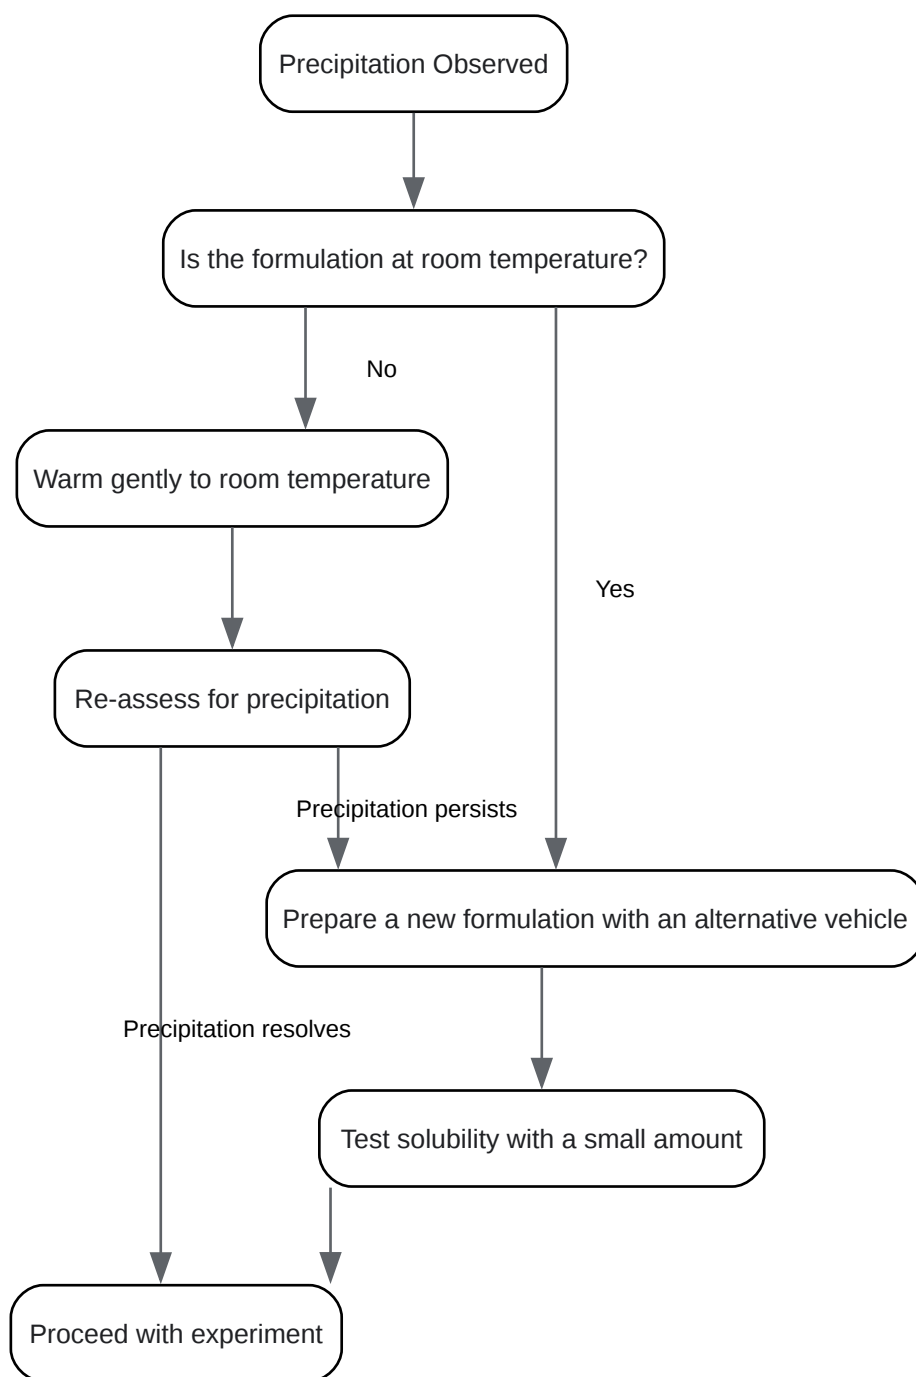 Precipitation Observed
Is the formulation at room temperature?
No
Warm gently to room temperature
Yes
Re-assess for precipitation
Precipitation persists
Prepare a new formulation with an alternative vehicle
Precipitation resolves
Test solubility with a small amount
Proceed with experiment